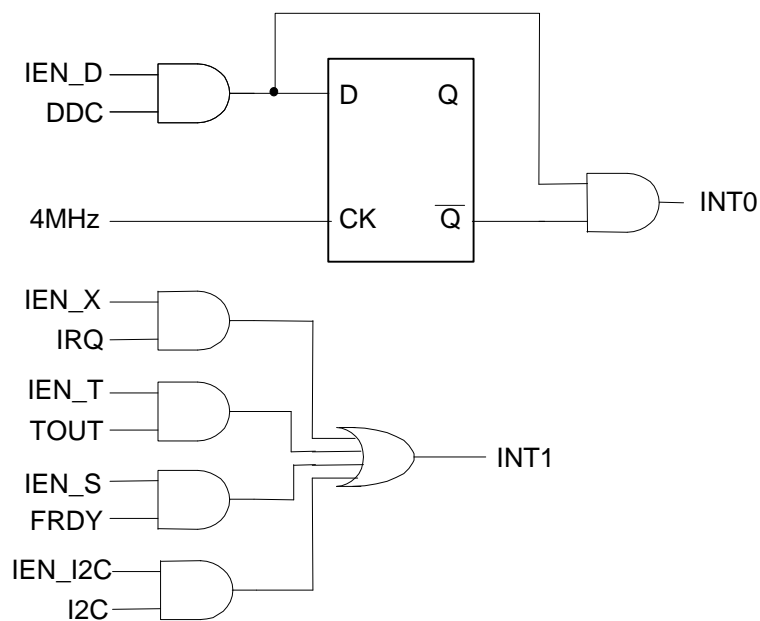 IEN_D
DDC
D
Q
4MHz
CK
Q
INT0
IEN_X
IRQ
IEN_T
TOUT
INT1
IEN_S
FRDY
IEN_I2C
I2C